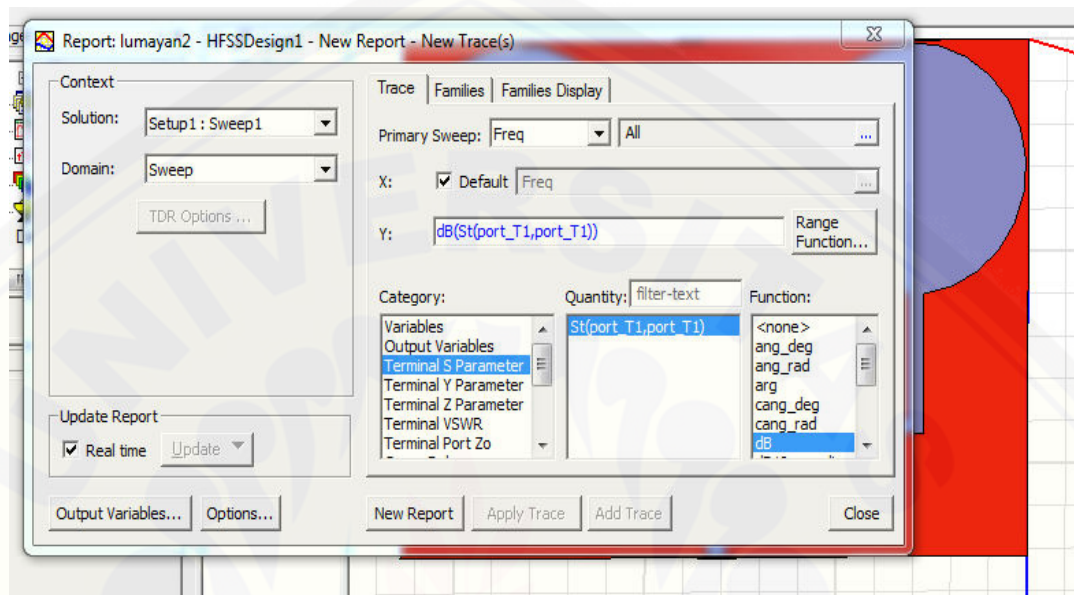 Report: lumayan2 - HFSSDesign1 - New Report - New Trace(s)
Context
Solution: Setup1 : Sweep1
Domain: Sweep
TDR Options ...
Update Report
Real time Update
Output Variables... Options...
Trace Families Families Display
Primary Sweep: Freq All ...
X: Default Freq ...
Y: dB(St(port_T1,port_T1)) Range Function...
Category: Quantity: filter-text Function:
Variables St(port_T1,port_T1) <none>
Output Variables ang_deg
Terminal S Parameter ang_rad
Terminal Y Parameter arg
Terminal Z Parameter cang_deg
Terminal VSWR cang_rad
Terminal Port Zo dB
New Report Apply Trace Add Trace Close
UNIVERSITAS